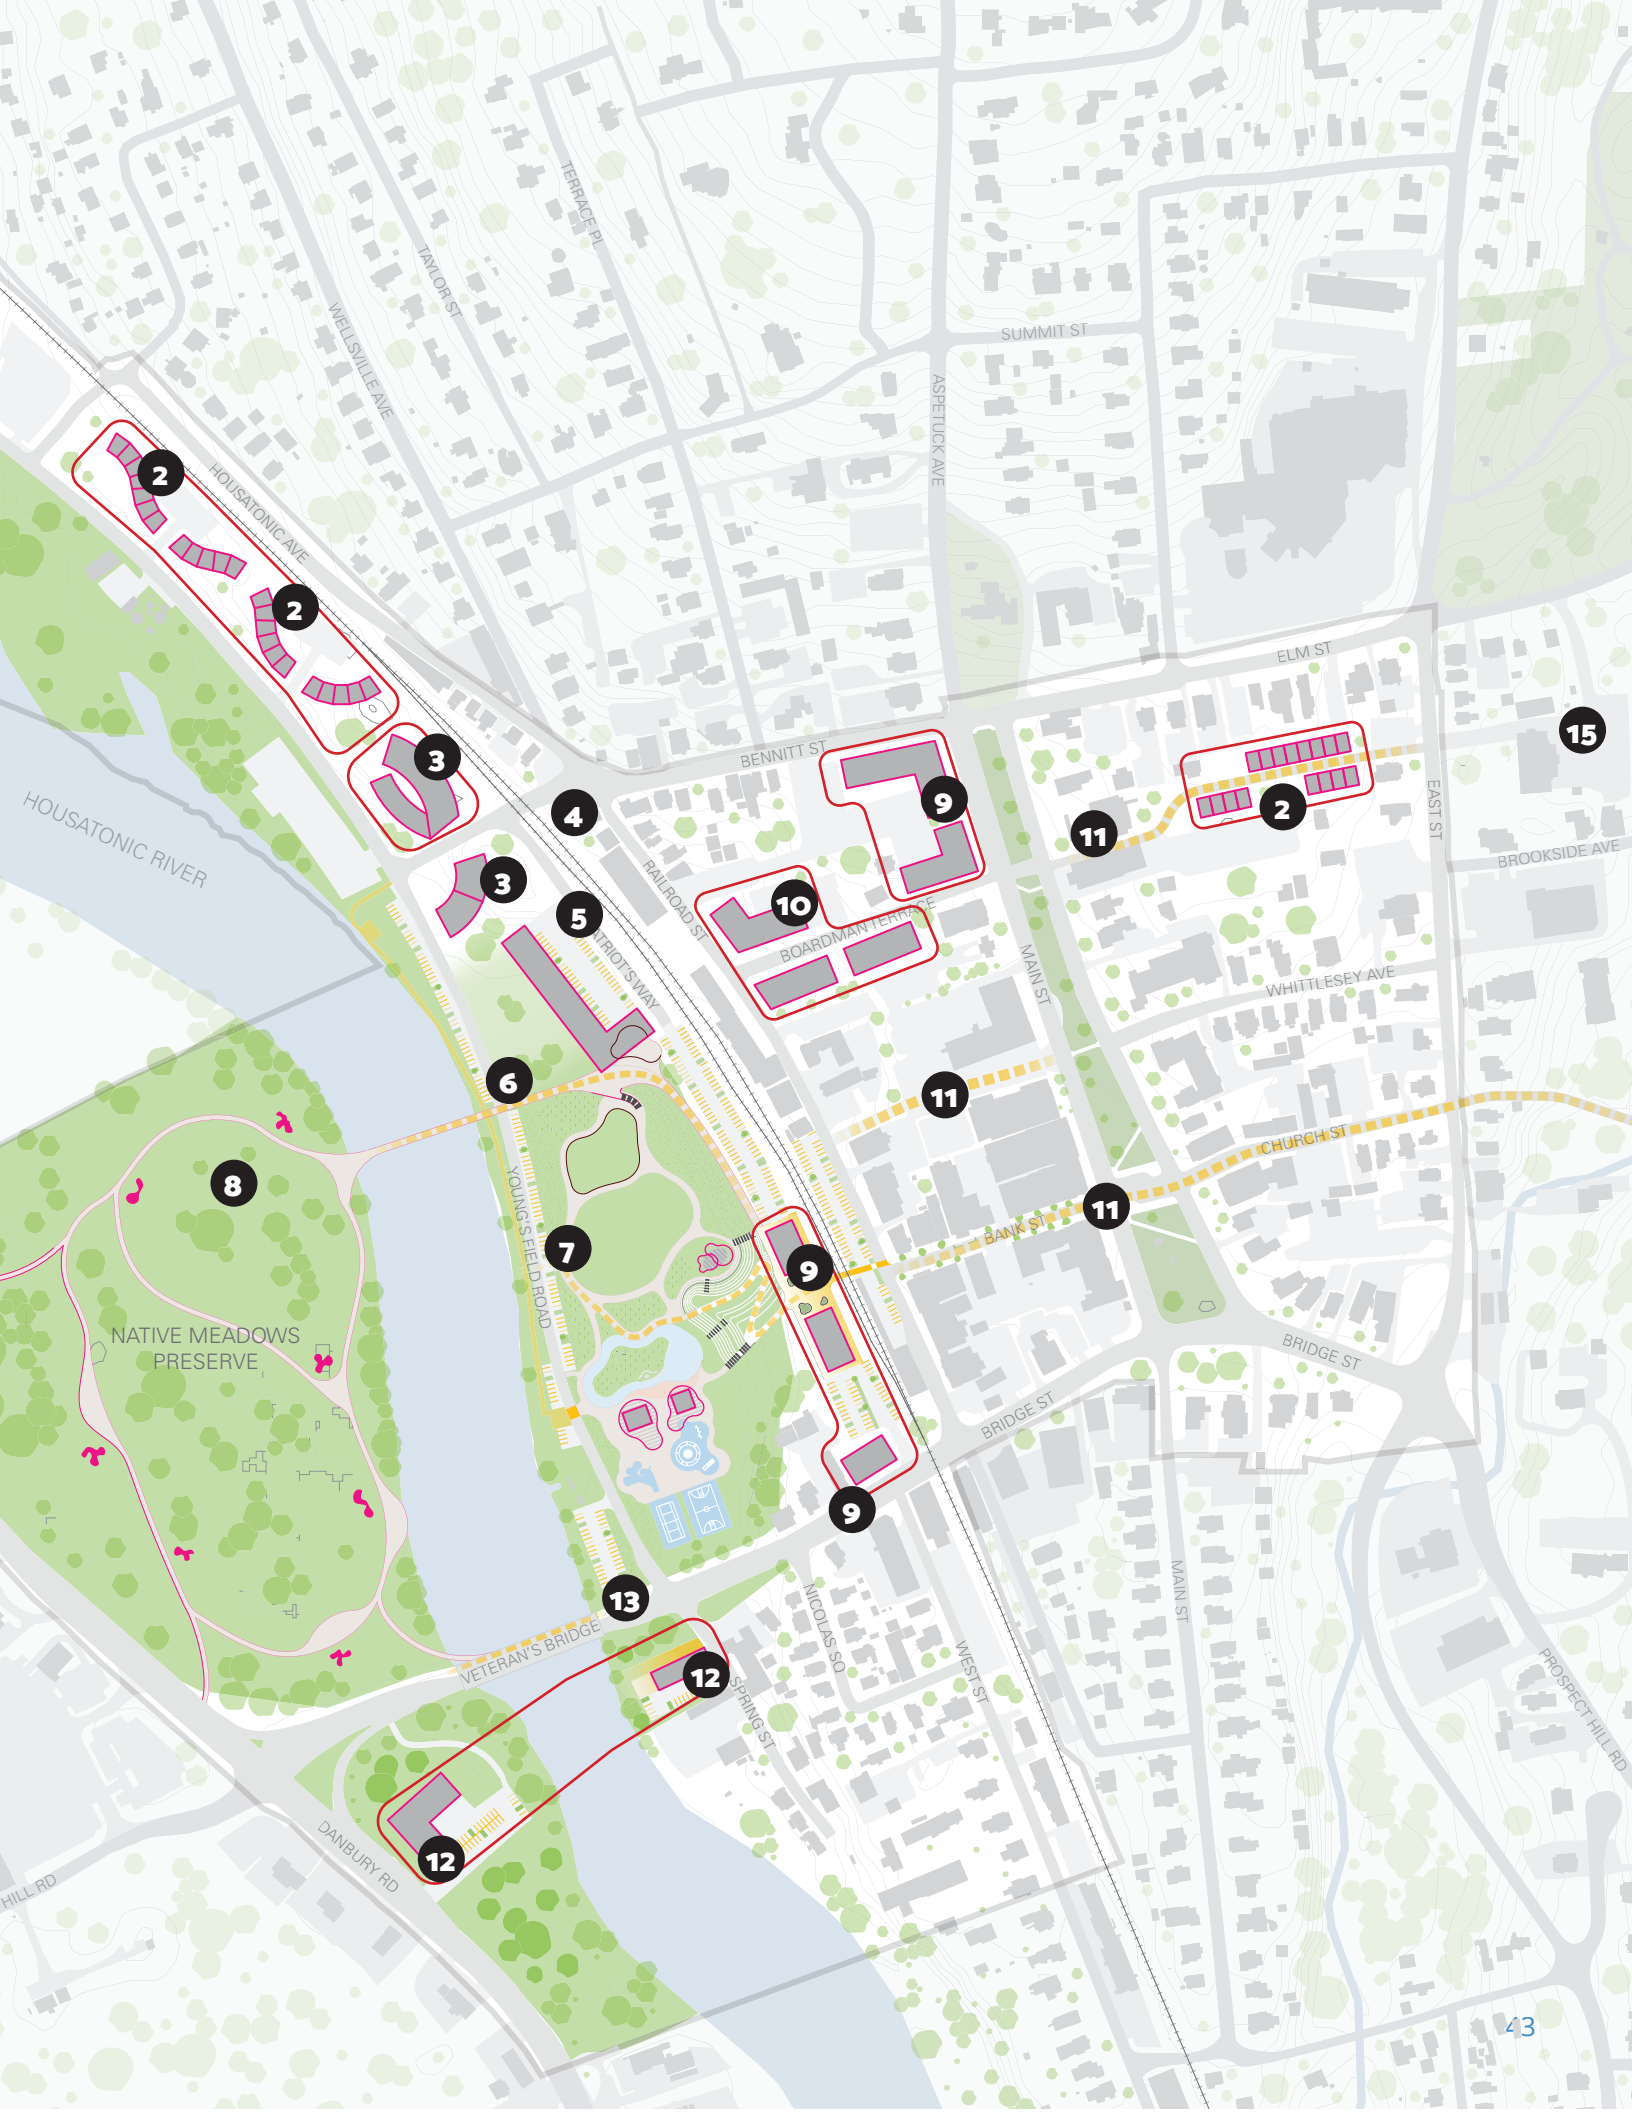 TERRACE PL
TAYLOR ST
WELLSVILLE AVE
SUMMIT ST
ASPETUCK AVE
2
HOUSATONIC AVE
2
ELM ST
15
BENNITT ST
3
9
2
4
11
EAST ST
HOUSATONIC RIVER
BROOKSIDE AVE
3
RAILROAD ST
10
5
BOARDMAN TERRACE
ATRIOT'S WAY
MAIN ST
WHITTLESEY AVE
6
11
CHURCH ST
8
YOUNG'S FIELD ROAD
11
BANK ST
7
9
NATIVE MEADOWS
PRESERVE
BRIDGE ST
BRIDGE ST
9
13
NICOLAS SQ
MAIN ST
VETERAN'S BRIDGE
WEST ST
12
SPRING ST
PROSPECT HILL RD
12
DANBURY RD
HILL RD
43